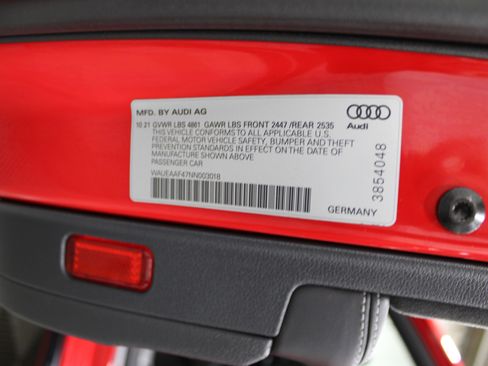 MFD. BY AUDI AG
10.21 GVWR LBS 4861 GAWR LBS FRONT 2447 /REAR 2535
THIS VEHICLE CONFORMS TO ALL APPLICABLE U.S.
FEDERAL MOTOR VEHICLE SAFETY, BUMPER AND THEFT
PREVENTION STANDARDS IN EFFECT ON THE DATE OF
MANUFACTURE SHOWN ABOVE
PASSENGER CAR
WAUEAAF47NN003018
Audi
3854048
GERMANY